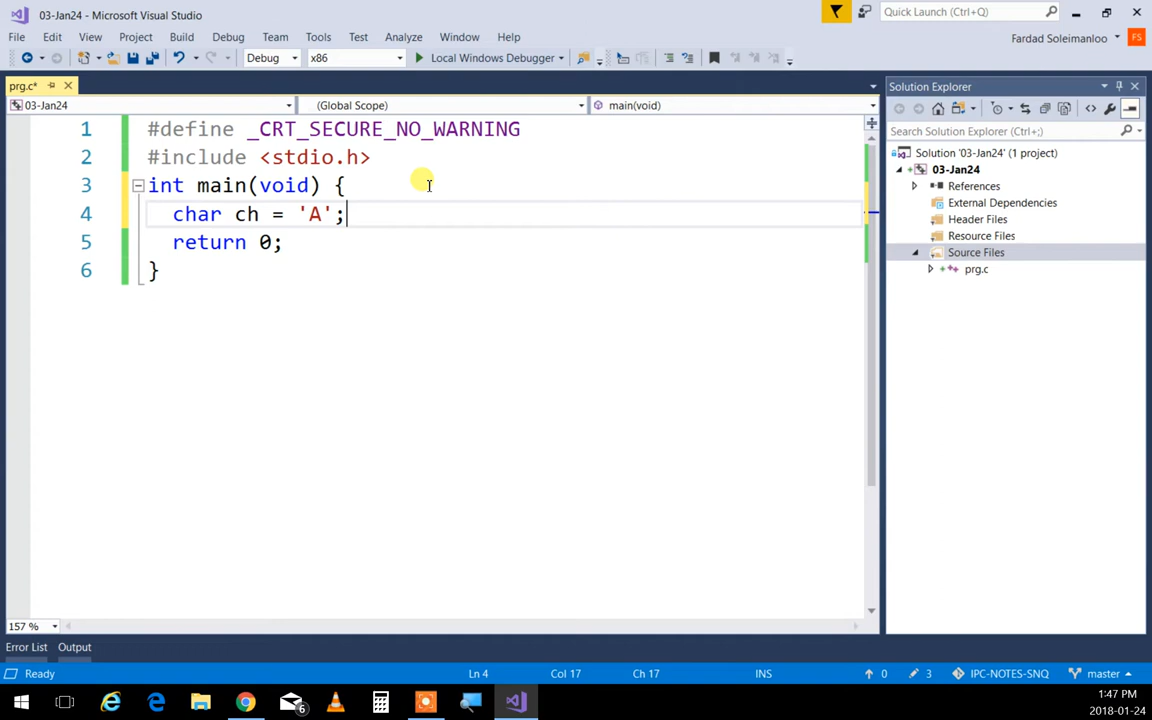 03-Jan24 - Microsoft Visual Studio
Quick Launch (Ctrl+Q)
File Edit View Project Build Debug Team Tools Test Analyze Window Help
Fardad Soleimanloo FS
Debug x86 Local Windows Debugger
prg.c*
Solution Explorer
03-Jan24 (Global Scope) main(void)
Search Solution Explorer (Ctrl+;)
1 #define _CRT_SECURE_NO_WARNING
2 #include <stdio.h>
3 int main(void) {
4 char ch = 'A';
5 return 0;
6 }
Solution '03-Jan24' (1 project)
03-Jan24
References
External Dependencies
Header Files
Resource Files
Source Files
prg.c
157 %
Error List Output
Ready Ln 4 Col 17 Ch 17 INS 0 3 IPC-NOTES-SNQ master
6
1:47 PM
2018-01-24